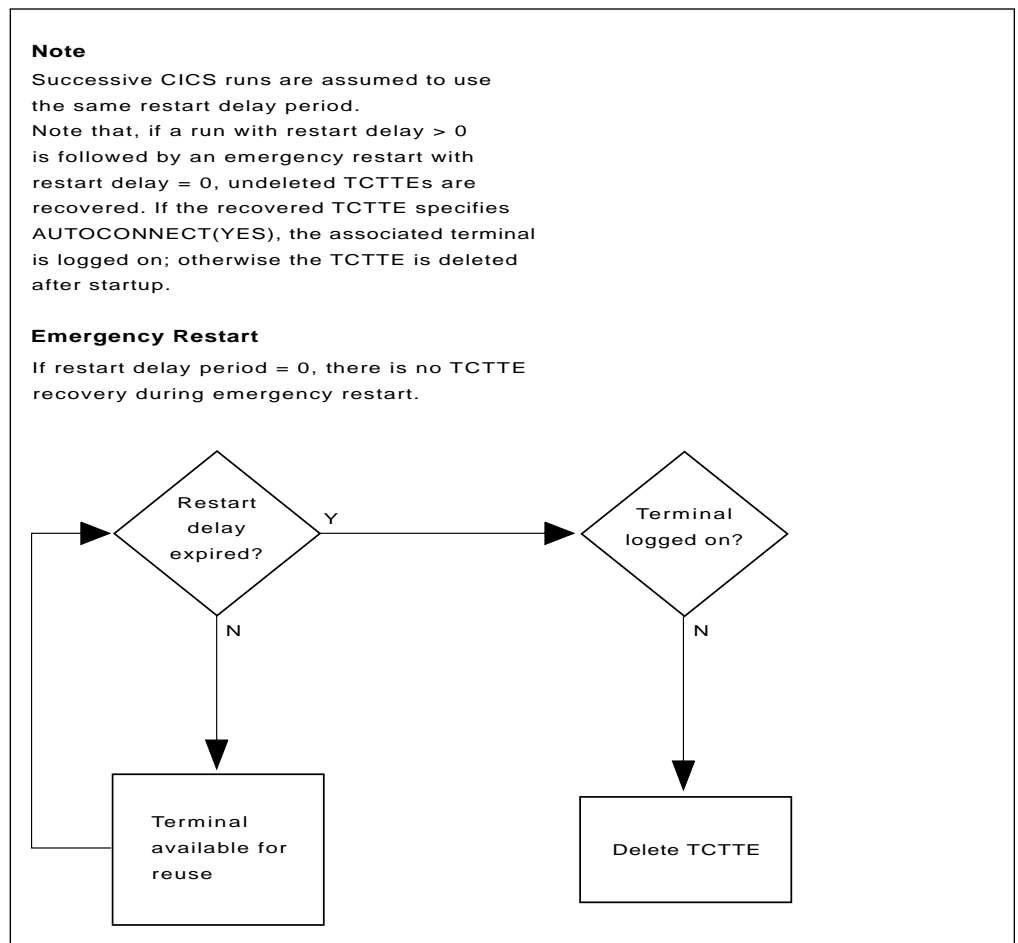 Note
Successive CICS runs are assumed to use
the same restart delay period.
Note that, if a run with restart delay > 0
is followed by an emergency restart with
restart delay = 0, undeleted TCTTEs are
recovered. If the recovered TCTTE specifies
AUTOCONNECT(YES), the associated terminal
is logged on; otherwise the TCTTE is deleted
after startup.
Emergency Restart
If restart delay period = 0, there is no TCTTE
recovery during emergency restart.
Restart
delay
expired?
Y
N
Terminal
logged on?
N
Terminal
available for
reuse
Delete TCTTE